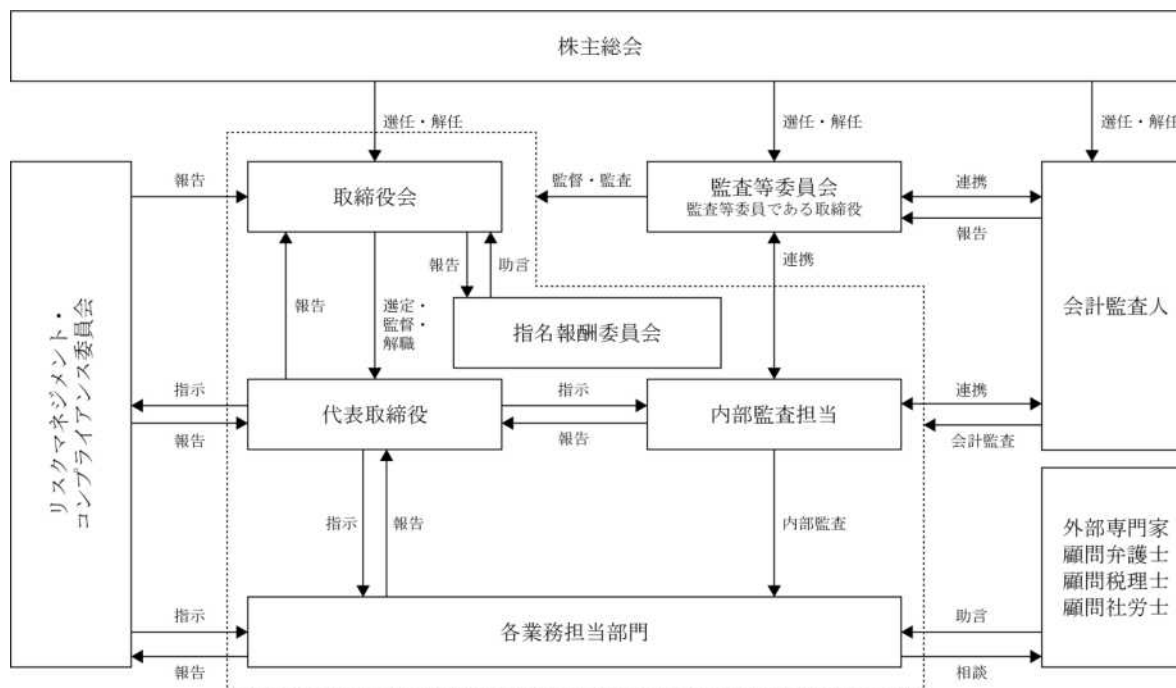 株主総会
選任・解任
選任・解任
選任・解任
報告
取締役会
監督・監査
監査等委員会
監査等委員である取締役
連携
報告
報告
選定・
監督・
解職
報告
助言
連携
指名報酬委員会
会計監査人
リスクマネジメント・
コンプライアンス委員会
指示
報告
代表取締役
指示
報告
内部監査担当
連携
会計監査
指示
報告
内部監査
外部専門家
顧問弁護士
顧問税理士
顧問社労士
指示
報告
各業務担当部門
助言
相談